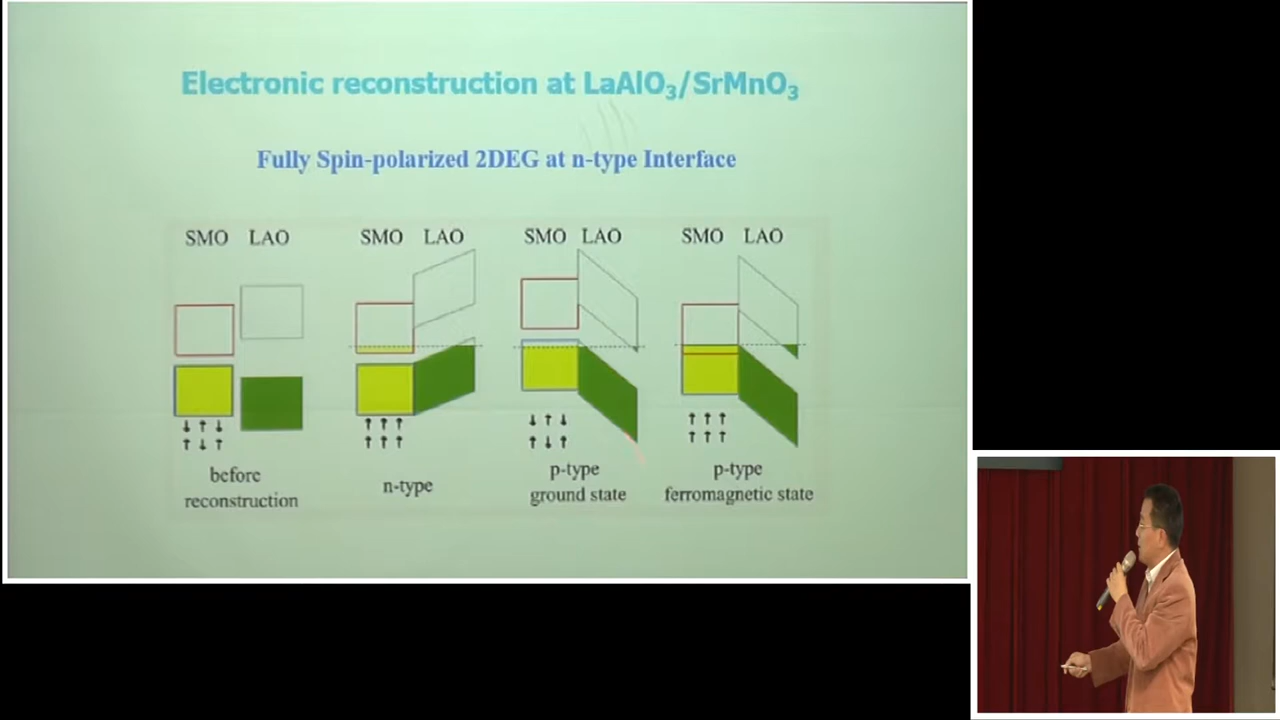 Electronic reconstruction at LaAlO₃/SrMnO₃
Fully Spin-polarized 2DEG at n-type Interface
SMO LAO
SMO LAO
SMO LAO
SMO LAO
↓ ↑ ↓
↑ ↓ ↑
↑ ↑ ↑
↑ ↑ ↑
↓ ↑ ↓
↑ ↓ ↑
↑ ↑ ↑
↑ ↑ ↑
before
reconstruction
n-type
p-type
ground state
p-type
ferromagnetic state